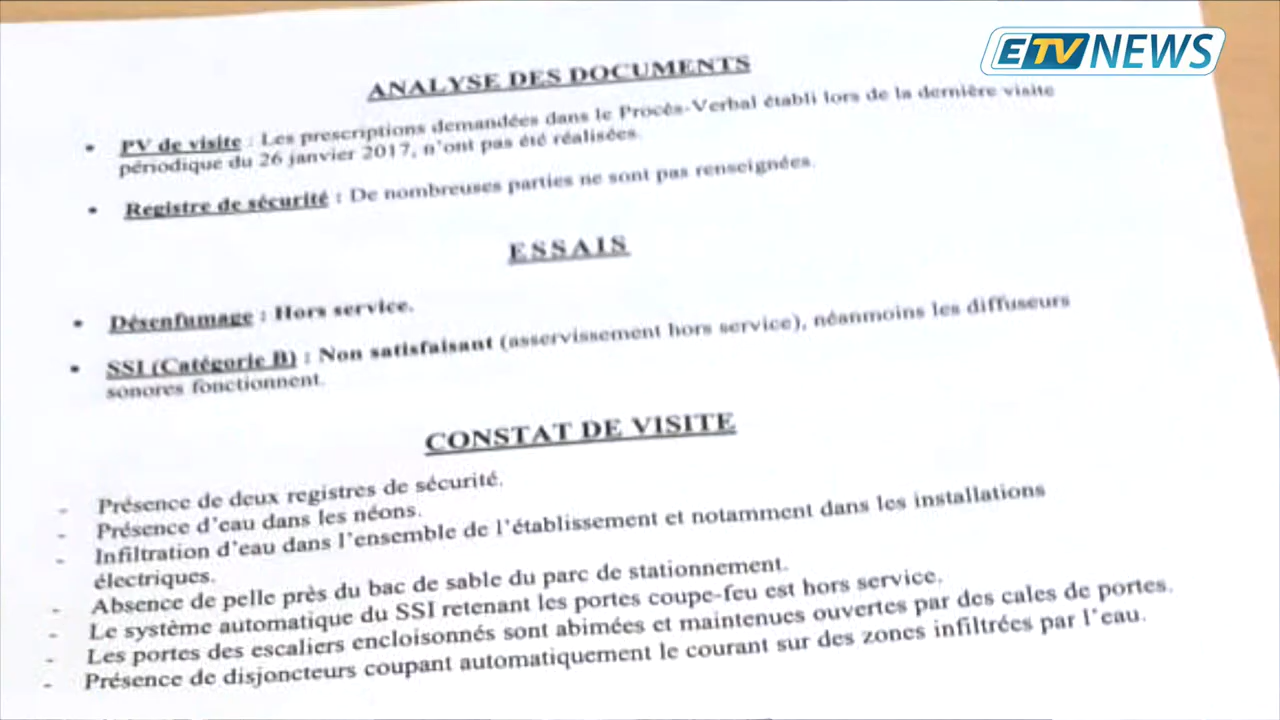 ETV NEWS
ANALYSE DES DOCUMENTS
• PV de visite : Les prescriptions demandées dans le Procès-Verbal établi lors de la dernière visite
périodique du 26 janvier 2017, n'ont pas été réalisées.
• Registre de sécurité : De nombreuses parties ne sont pas renseignées.
ESSAIS
• Désenfumage : Hors service.
• SSI (Catégorie B) : Non satisfaisant (asservissement hors service), néanmoins les diffuseurs
sonores fonctionnent.
CONSTAT DE VISITE
- Présence de deux registres de sécurité.
- Présence d'eau dans les néons.
- Infiltration d'eau dans l'ensemble de l'établissement et notamment dans les installations
électriques.
- Absence de pelle près du bac de sable du parc de stationnement.
- Le système automatique du SSI retenant les portes coupe-feu est hors service.
- Les portes des escaliers encloisonnés sont abimées et maintenues ouvertes par des cales de portes.
- Présence de disjoncteurs coupant automatiquement le courant sur des zones infiltrées par l'eau.